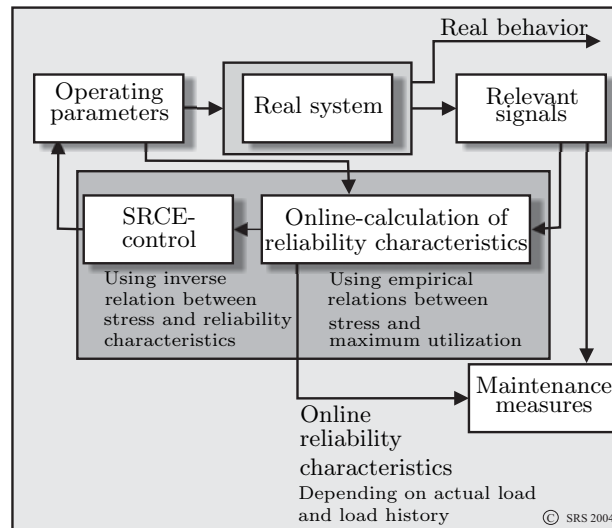 Real behavior
Operating
parameters
Real system
Relevant
signals
SRCE-
control
Online-calculation of
reliability characteristics
Using inverse
relation between
stress and reliability
characteristics
Using empirical
relations between
stress and
maximum utilization
Maintenance
measures
Online
reliability
characteristics
Depending on actual load
and load history
© SRS 2004